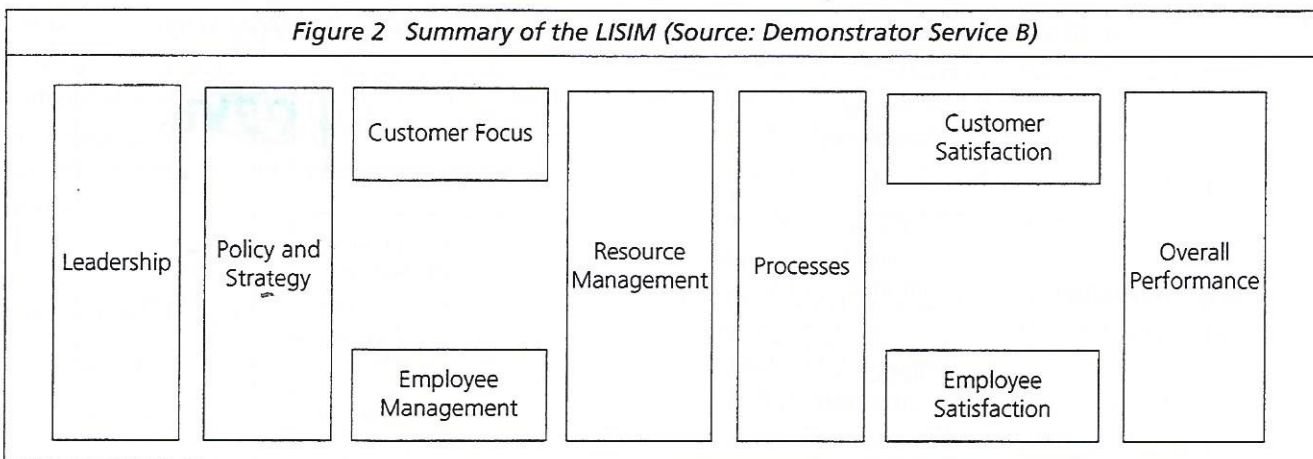 Figure 2 Summary of the LISIM (Source: Demonstrator Service B)
Leadership
Policy and
Strategy
Customer Focus
Employee
Management
Resource
Management
Processes
Customer
Satisfaction
Employee
Satisfaction
Overall
Performance